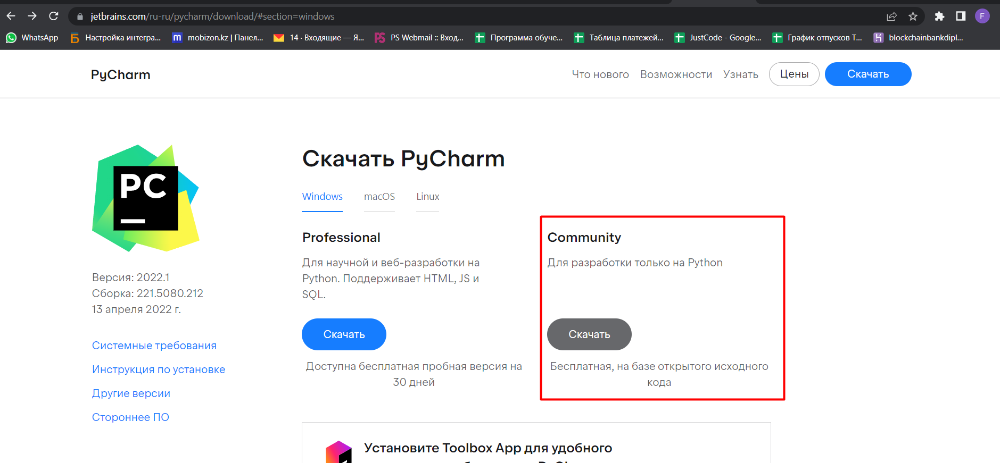 jetbrains.com/ru-ru/pycharm/download/#section=windows
F
WhatsApp
Б Настройка интегра...
m mobizon.kz | Панел...
14 · Входящие — Я...
PS PS Webmail :: Вход...
Программа обуче...
Таблица платежей...
JustCode - Google...
График отпусков Т...
blockchainbankdipl...
PyCharm
Что нового
Возможности
Узнать
Цены
Скачать
PC
Версия: 2022.1
Сборка: 221.5080.212
13 апреля 2022 г.
Системные требования
Инструкция по установке
Другие версии
Стороннее ПО
Скачать PyCharm
Windows
macOS
Linux
Professional
Для научной и веб-разработки на
Python. Поддерживает HTML, JS и
SQL.
Скачать
Доступна бесплатная пробная версия на
30 дней
Community
Для разработки только на Python
Скачать
Бесплатная, на базе открытого исходного
кода
Установите Toolbox App для удобного